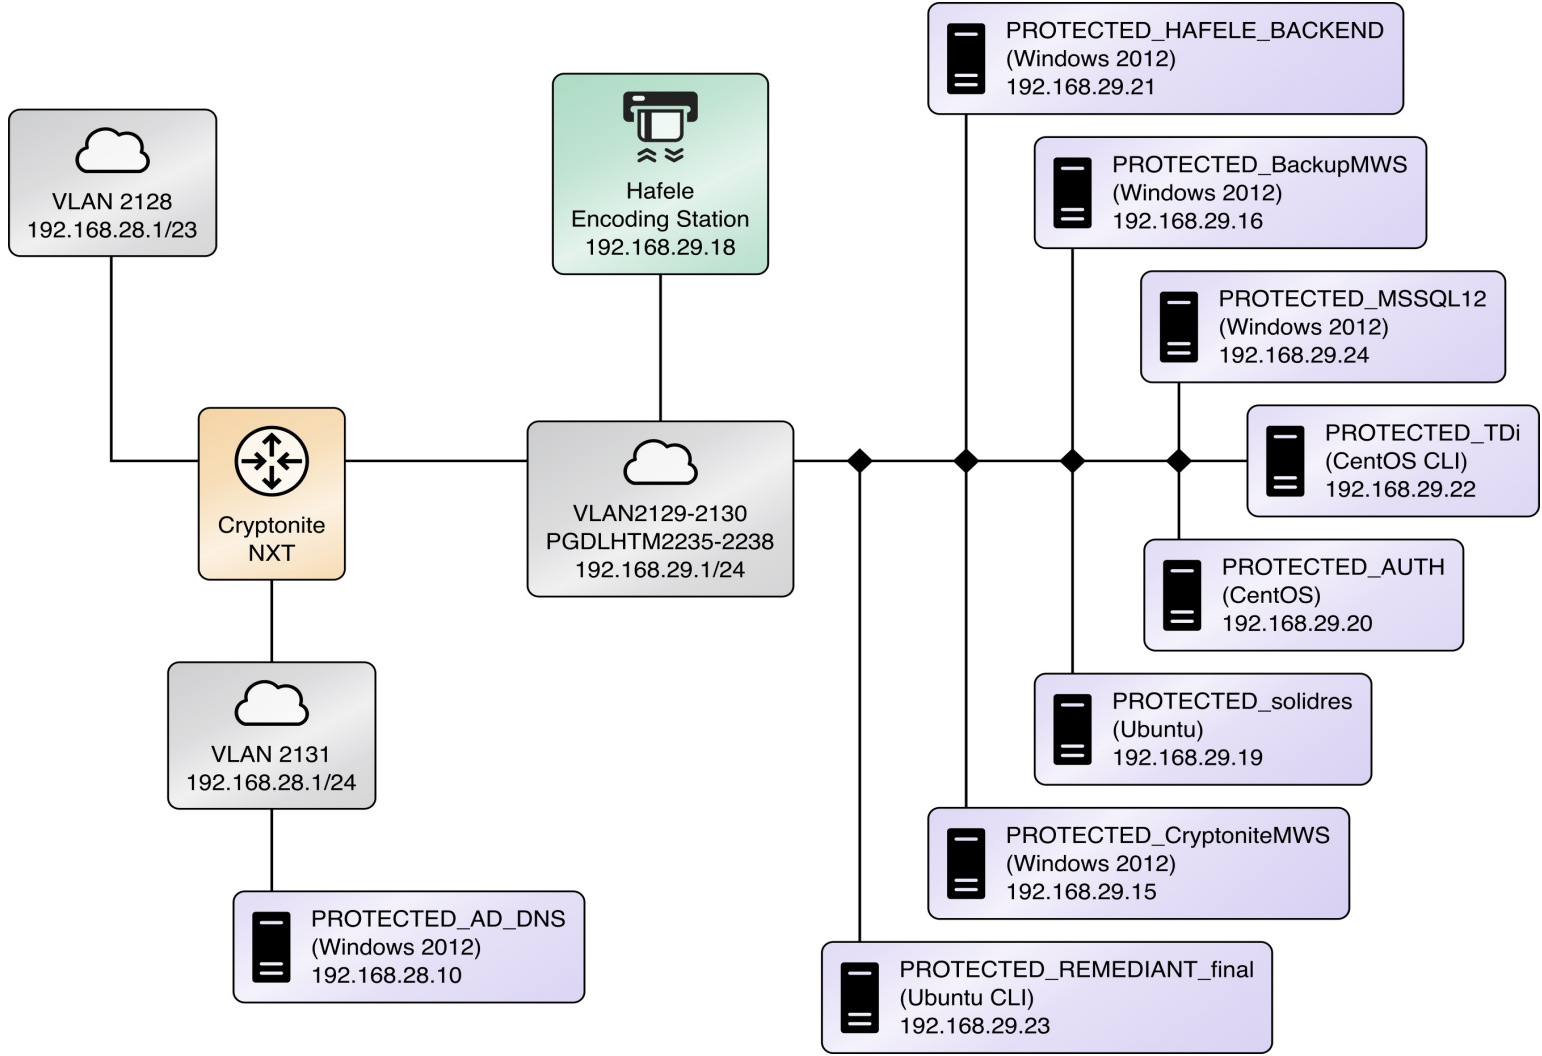 PROTECTED_HAFELE_BACKEND
(Windows 2012)
192.168.29.21
VLAN 2128
192.168.28.1/23
Hafele
Encoding Station
192.168.29.18
PROTECTED_BackupMWS
(Windows 2012)
192.168.29.16
PROTECTED_MSSQL12
(Windows 2012)
192.168.29.24
Cryptonite
NXT
VLAN2129-2130
PGDLHTM2235-2238
192.168.29.1/24
PROTECTED_TDi
(CentOS CLI)
192.168.29.22
PROTECTED_AUTH
(CentOS)
192.168.29.20
VLAN 2131
192.168.28.1/24
PROTECTED_solidres
(Ubuntu)
192.168.29.19
PROTECTED_CryptoniteMWS
(Windows 2012)
192.168.29.15
PROTECTED_AD_DNS
(Windows 2012)
192.168.28.10
PROTECTED_REMEDIANT_final
(Ubuntu CLI)
192.168.29.23